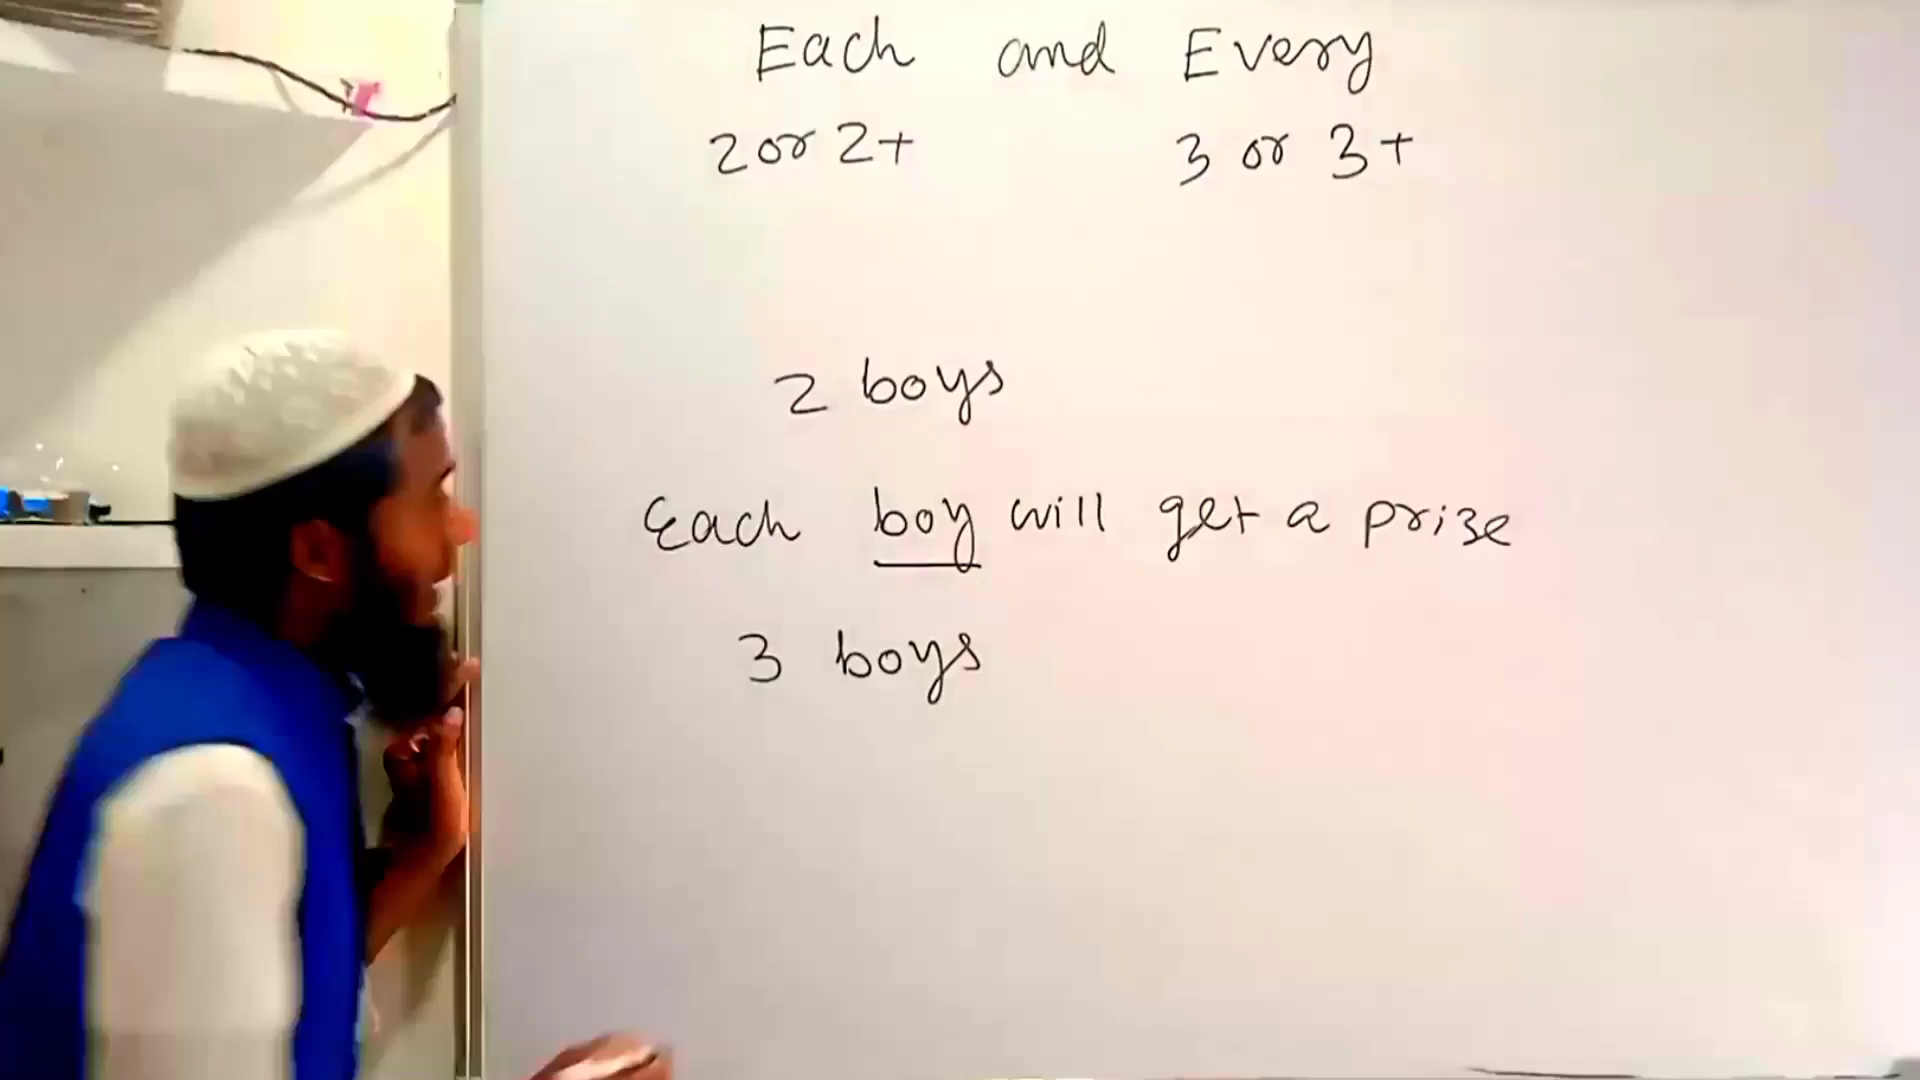 Each and Every
2 or 2+ 3 or 3+
2 boys
Each boy will get a prize
3 boys